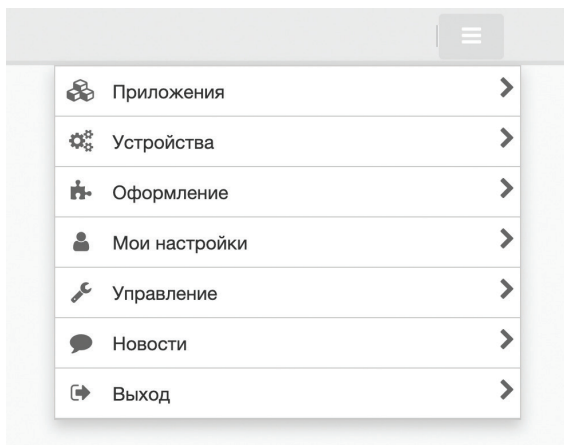 Приложения
Устройства
Оформление
Мои настройки
Управление
Новости
Выход